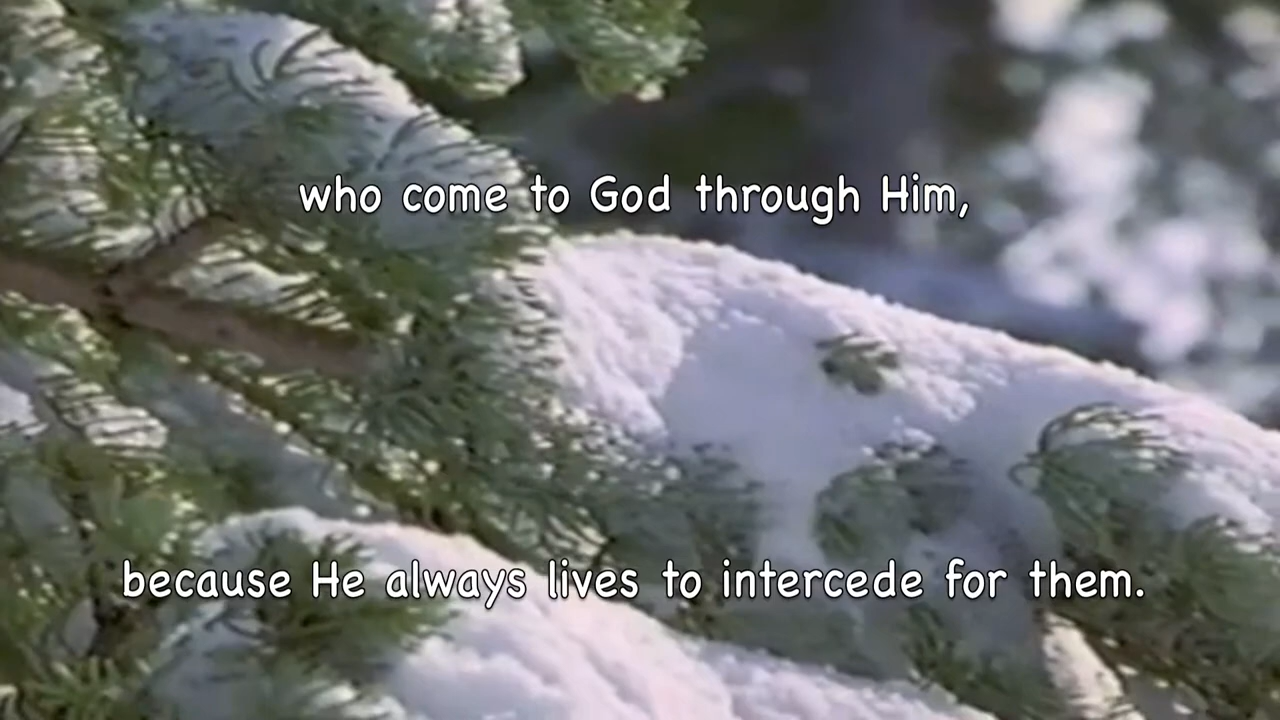 who come to God through Him,
because He always lives to intercede for them.